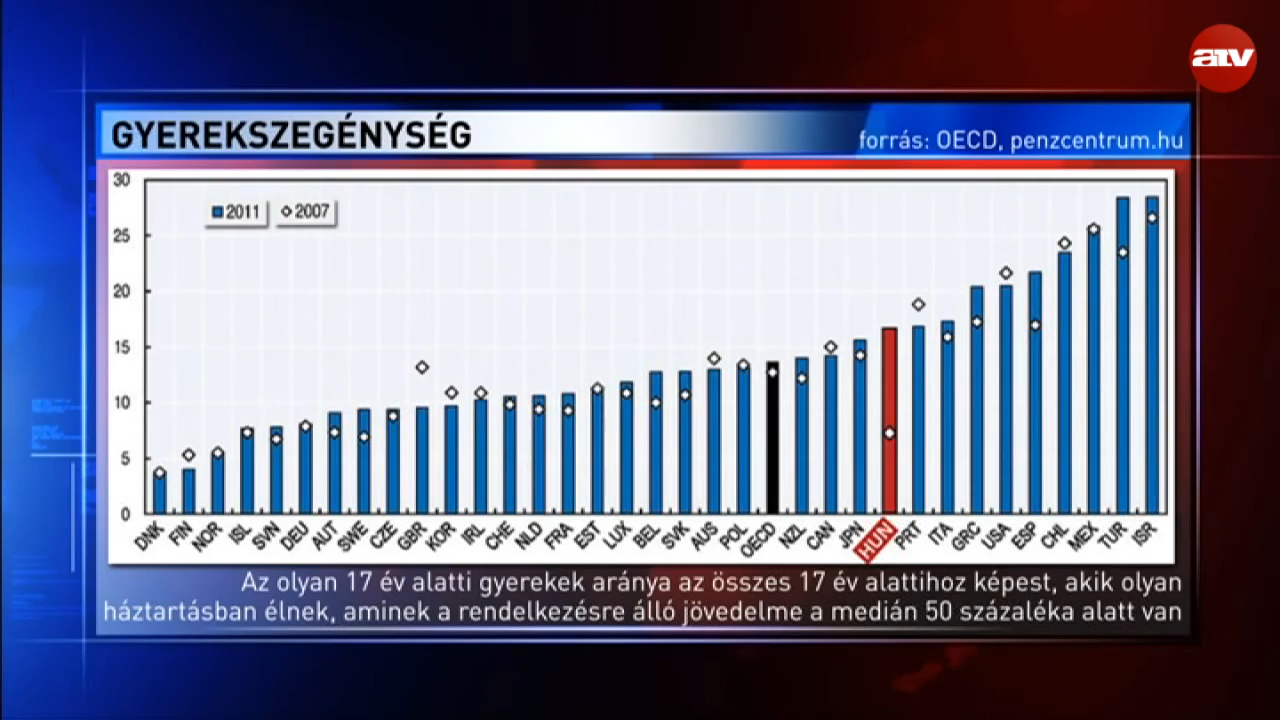 atv
GYEREKSZEGÉNYSÉG
forrás: OECD, penzcentrum.hu
30
25
20
15
10
5
0
2011 2007
DNK FIN NOR ISL SVN DEU AUT SWE CZE GBR KOR IRL CHE NLD FRA EST LUX BEL SVK AUS POL OECD NZL CAN JPN HUN PRT ITA GRC USA ESP CHL MEX TUR ISR
Az olyan 17 év alatti gyerekek aránya az összes 17 év alattihoz képest, akik olyan
háztartásban élnek, aminek a rendelkezésre álló jövedelme a medián 50 százaléka alatt van